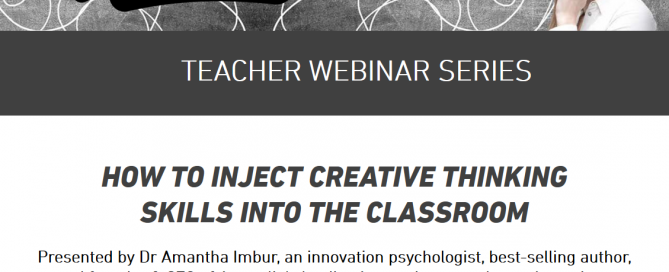 TEACHER WEBINAR SERIES
HOW TO INJECT CREATIVE THINKING
SKILLS INTO THE CLASSROOM
Presented by Dr Amantha Imbur, an innovation psychologist, best-selling author,